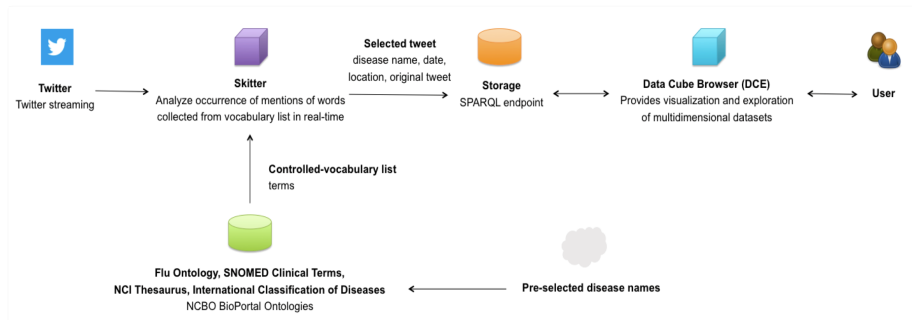 Twitter
Twitter streaming
Skitter
Analyze occurrence of mentions of words
collected from vocabulary list in real-time
Selected tweet
disease name, date,
location, original tweet
Storage
SPARQL endpoint
Data Cube Browser (DCE)
Provides visualization and exploration
of multidimensional datasets
User
Controlled-vocabulary list
terms
Flu Ontology, SNOMED Clinical Terms,
NCI Thesaurus, International Classification of Diseases
NCBO BioPortal Ontologies
Pre-selected disease names